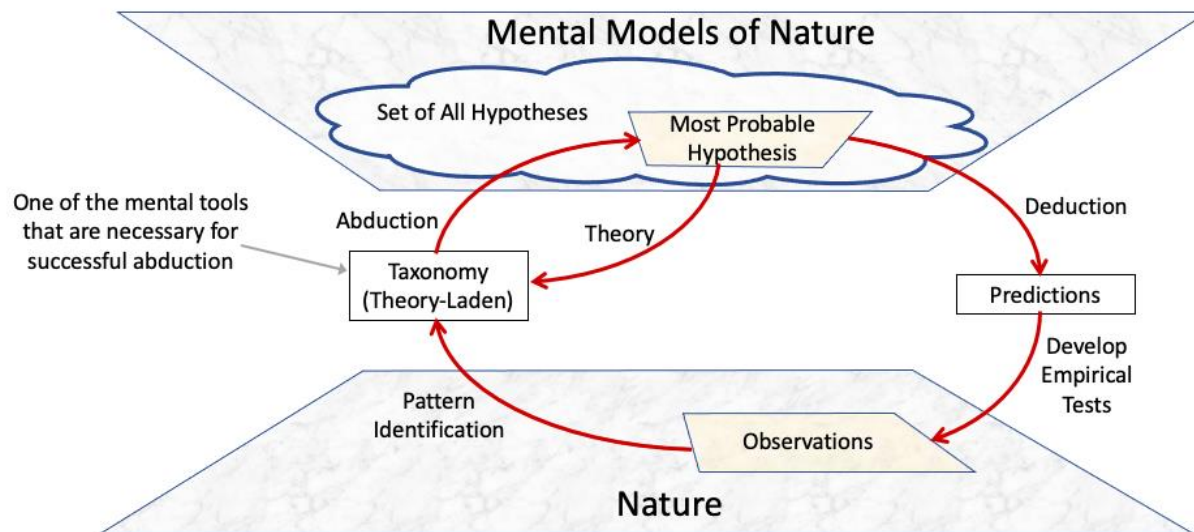 Mental Models of Nature
Set of All Hypotheses
Most Probable
Hypothesis
One of the mental tools
that are necessary for
successful abduction
Abduction
Theory
Deduction
Taxonomy
(Theory-Laden)
Predictions
Develop
Empirical
Tests
Pattern
Identification
Observations
Nature